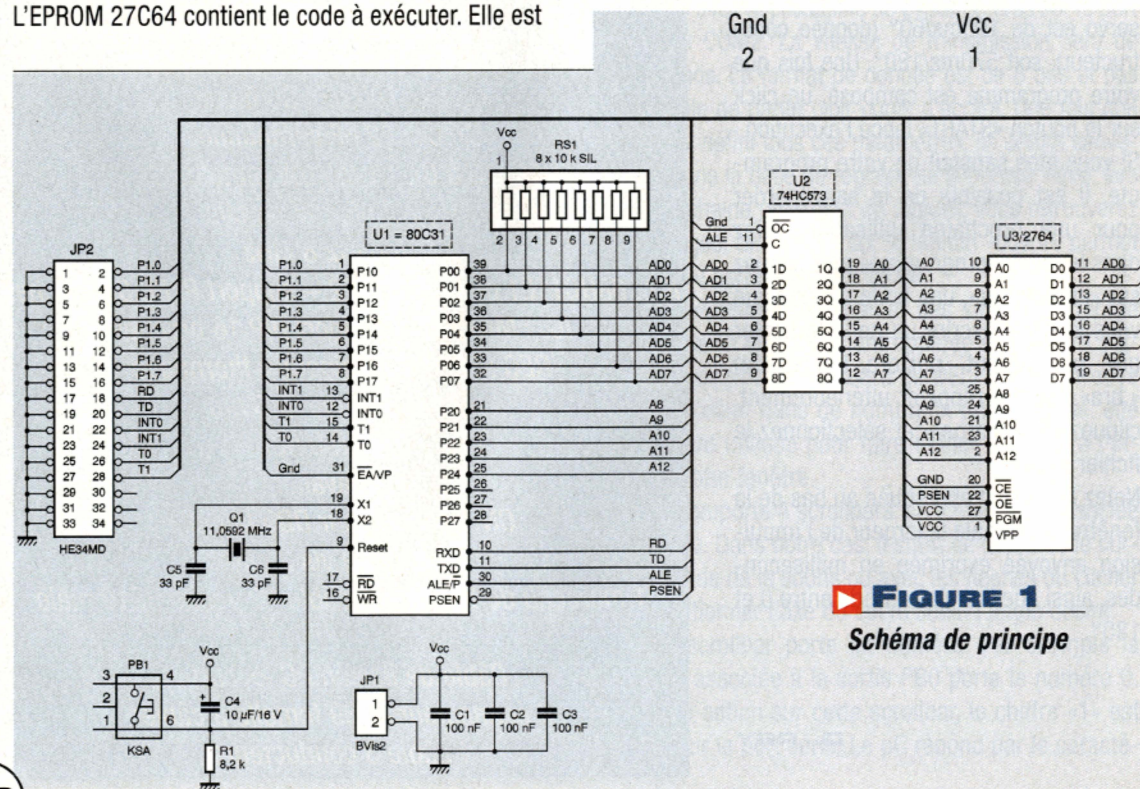 L'EPROM 27C64 contient le code à exécuter. Elle est
Gnd Vcc
2 1
Vcc
1
RS1
8 x 10 k SIL
2 3 4 5 6 7 8 9
JP2
1 2 P1.0
3 4 P1.1
5 6 P1.2
7 8 P1.3
9 10 P1.4
11 12 P1.5
13 14 P1.6
15 16 P1.7
17 18 RD
19 20 TD
21 22 INT0
23 24 INT1
25 26 T0
27 28 T1
29 30
31 32
33 34
HE34MD
U1 = 80C31
P1.0 1 P10
P1.1 2 P11
P1.2 3 P12
P1.3 4 P13
P1.4 5 P14
P1.5 6 P15
P1.6 7 P16
P1.7 8 P17
INT1 13 INT1
INT0 12 INT0
T1 15 T1
T0 14 T0
Gnd 31 EA/VP
19 X1
18 X2
9 Reset
17 RD
16 WR
P00 39 AD0
P01 36 AD1
P02 37 AD2
P03 36 AD3
P04 35 AD4
P05 34 AD5
P06 33 AD6
P07 32 AD7
P20 21 A8
P21 22 A9
P22 23 A10
P23 24 A11
P24 25 A12
P25 26
P26 27
P27 28
RXD 10 RD
TXD 11 TD
ALE/P 30 ALE
PSEN 29 PSEN
Q1
11,0592 MHz
C5
33 pF
C6
33 pF
U2
74HC573
Gnd 1 OC
ALE 11 C
AD0 2 1D 1Q 19 A0
AD1 3 2D 2Q 18 A1
AD2 4 3D 3Q 17 A2
AD3 5 4D 4Q 16 A3
AD4 6 5D 5Q 15 A4
AD5 7 6D 6Q 14 A5
AD6 8 7D 7Q 13 A6
AD7 9 8D 8Q 12 A7
U3/2764
A0 10 A0 D0 11 AD0
A1 9 A1 D1 12 AD1
A2 8 A2 D2 13 AD2
A3 7 A3 D3 15 AD3
A4 6 A4 D4 16 AD4
A5 5 A5 D5 17 AD5
A6 4 A6 D6 18 AD6
A7 3 A7 D7 19 AD7
A8 25 A8
A9 24 A9
A10 21 A10
A11 23 A11
A12 2 A12
GND 20 CE
PSEN 22 OE
VCC 27 PGM
VCC 1 VPP
FIGURE 1
Schéma de principe
PB1
3 4
2
1 6
KSA
Vcc
+
C4
10 µF/16 V
R1
8,2 k
JP1
1
2
BVis2
Vcc
C1
100 nF
C2
100 nF
C3
100 nF